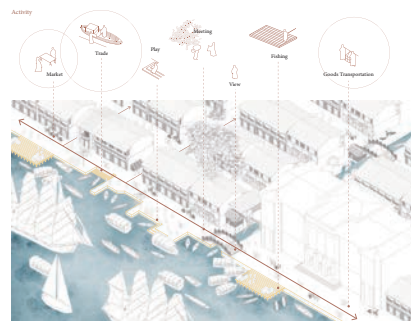 Activity
Market
Trade
Play
Meeting
View
Fishing
Goods Transportation